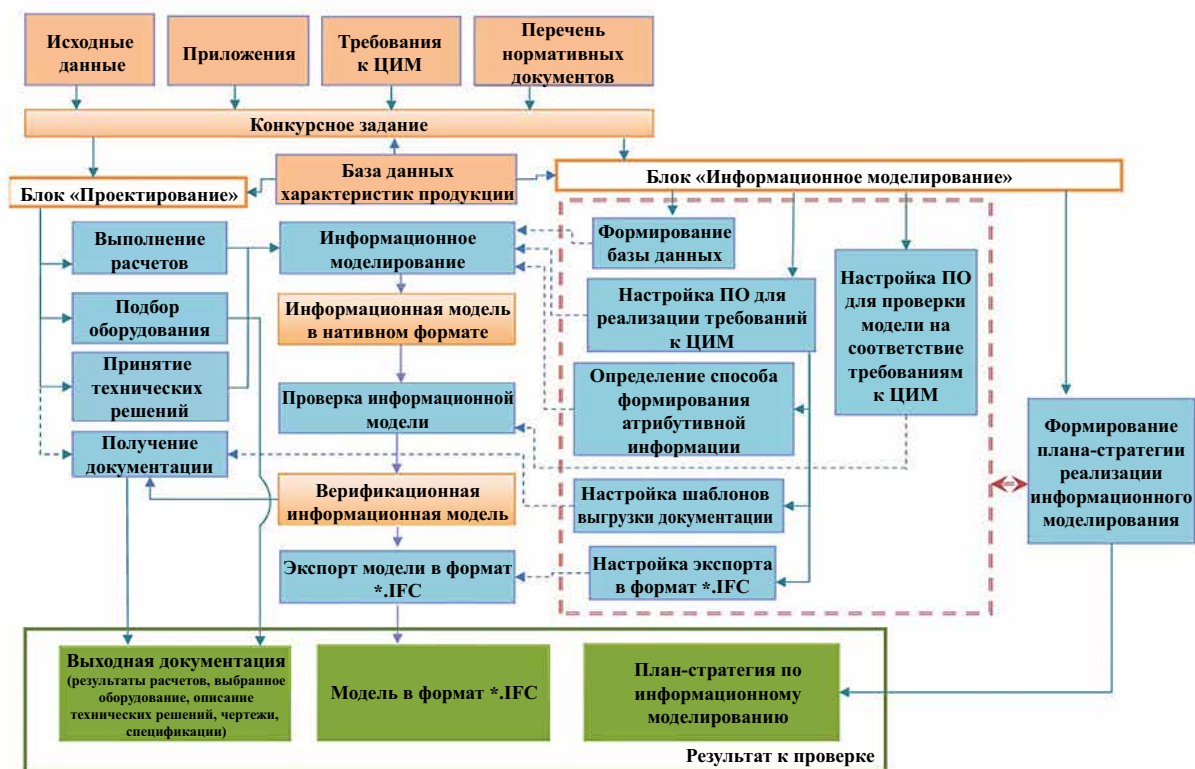 Исходные
данные
Приложения
Требования
к ЦИМ
Перечень
нормативных
документов
Конкурсное задание
База данных
характеристик продукции
Блок «Проектирование»
Блок «Информационное моделирование»
Выполнение
расчетов
Подбор
оборудования
Принятие
технических
решений
Получение
документации
Информационное
моделирование
Информационная модель
в нативном формате
Проверка информационной
модели
Верификационная
информационная модель
Экспорт модели в формат
*.IFC
Формирование
базы данных
Настройка ПО для
реализации требований
к ЦИМ
Определение способа
формирования
атрибутивной
информации
Настройка шаблонов
выгрузки документации
Настройка экспорта
в формат *.IFC
Настройка ПО
для проверки
модели на
соответствие
требованиям
к ЦИМ
Формирование
плана-стратегии
реализации
информационного
моделирования
Выходная документация
(результаты расчетов, выбранное
оборудование, описание
технических решений, чертежи,
спецификации)
Модель в формат *.IFC
План-стратегия по
информационному
моделированию
Результат к проверке